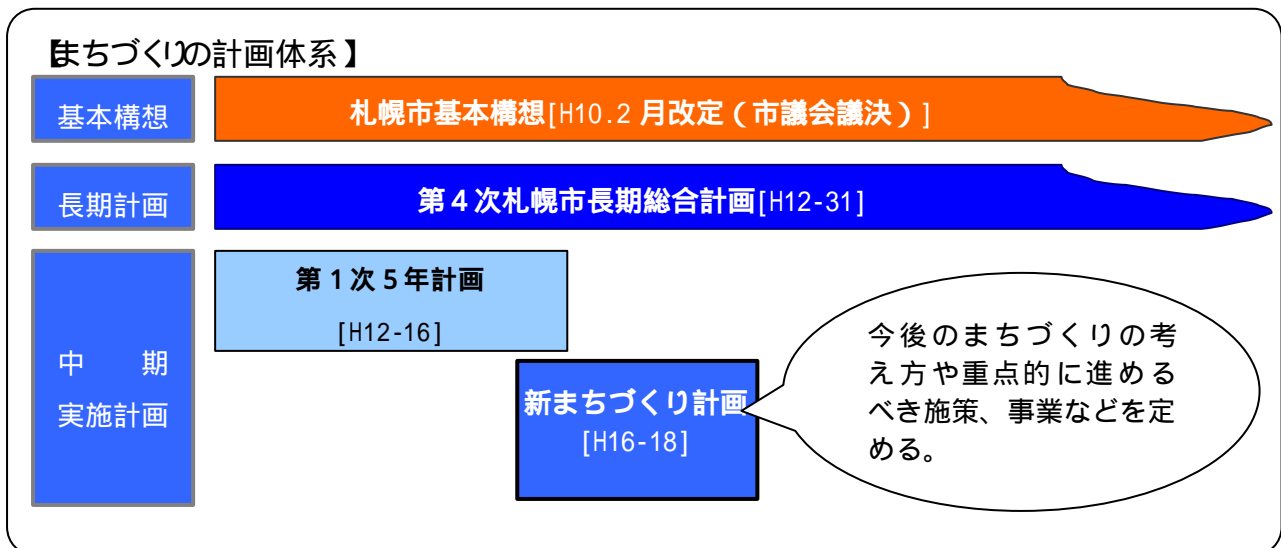 【まちづくりの計画体系】
基本構想
札幌市基本構想[H10.2月改定(市議会議決)]
長期計画
第4次札幌市長期総合計画[H12-31]
中　期
実施計画
第1次5年計画
[H12-16]
新まちづくり計画
[H16-18]
今後のまちづくりの考
え方や重点的に進める
べき施策、事業などを定
める。